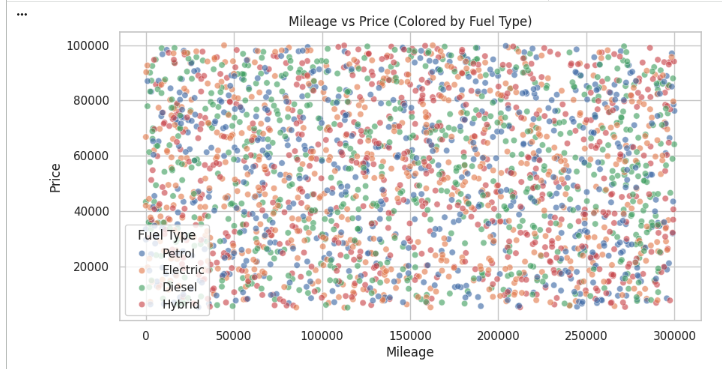 ...
Mileage vs Price (Colored by Fuel Type)
100000
80000
60000
40000
20000
Price
Fuel Type
Petrol
Electric
Diesel
Hybrid
0 50000 100000 150000 200000 250000 300000
Mileage